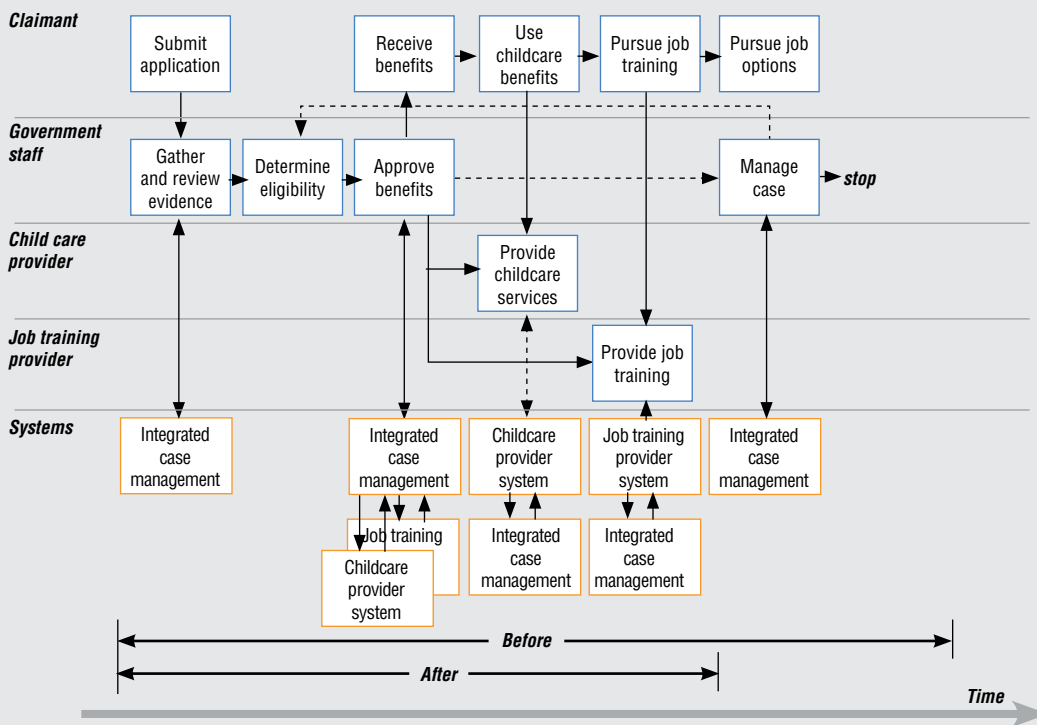 Claimant
Submit
application
Receive
benefits
Use
childcare
benefits
Pursue job
training
Pursue job
options
Government
staff
Gather
and review
evidence
Determine
eligibility
Approve
benefits
Manage
case
stop
Child care
provider
Provide
childcare
services
Job training
provider
Provide job
training
Systems
Integrated
case
management
Integrated
case
management
Childcare
provider
system
Job training
provider
system
Integrated
case
management
Job training
Childcare
provider
system
Integrated
case
management
Integrated
case
management
Before
After
Time